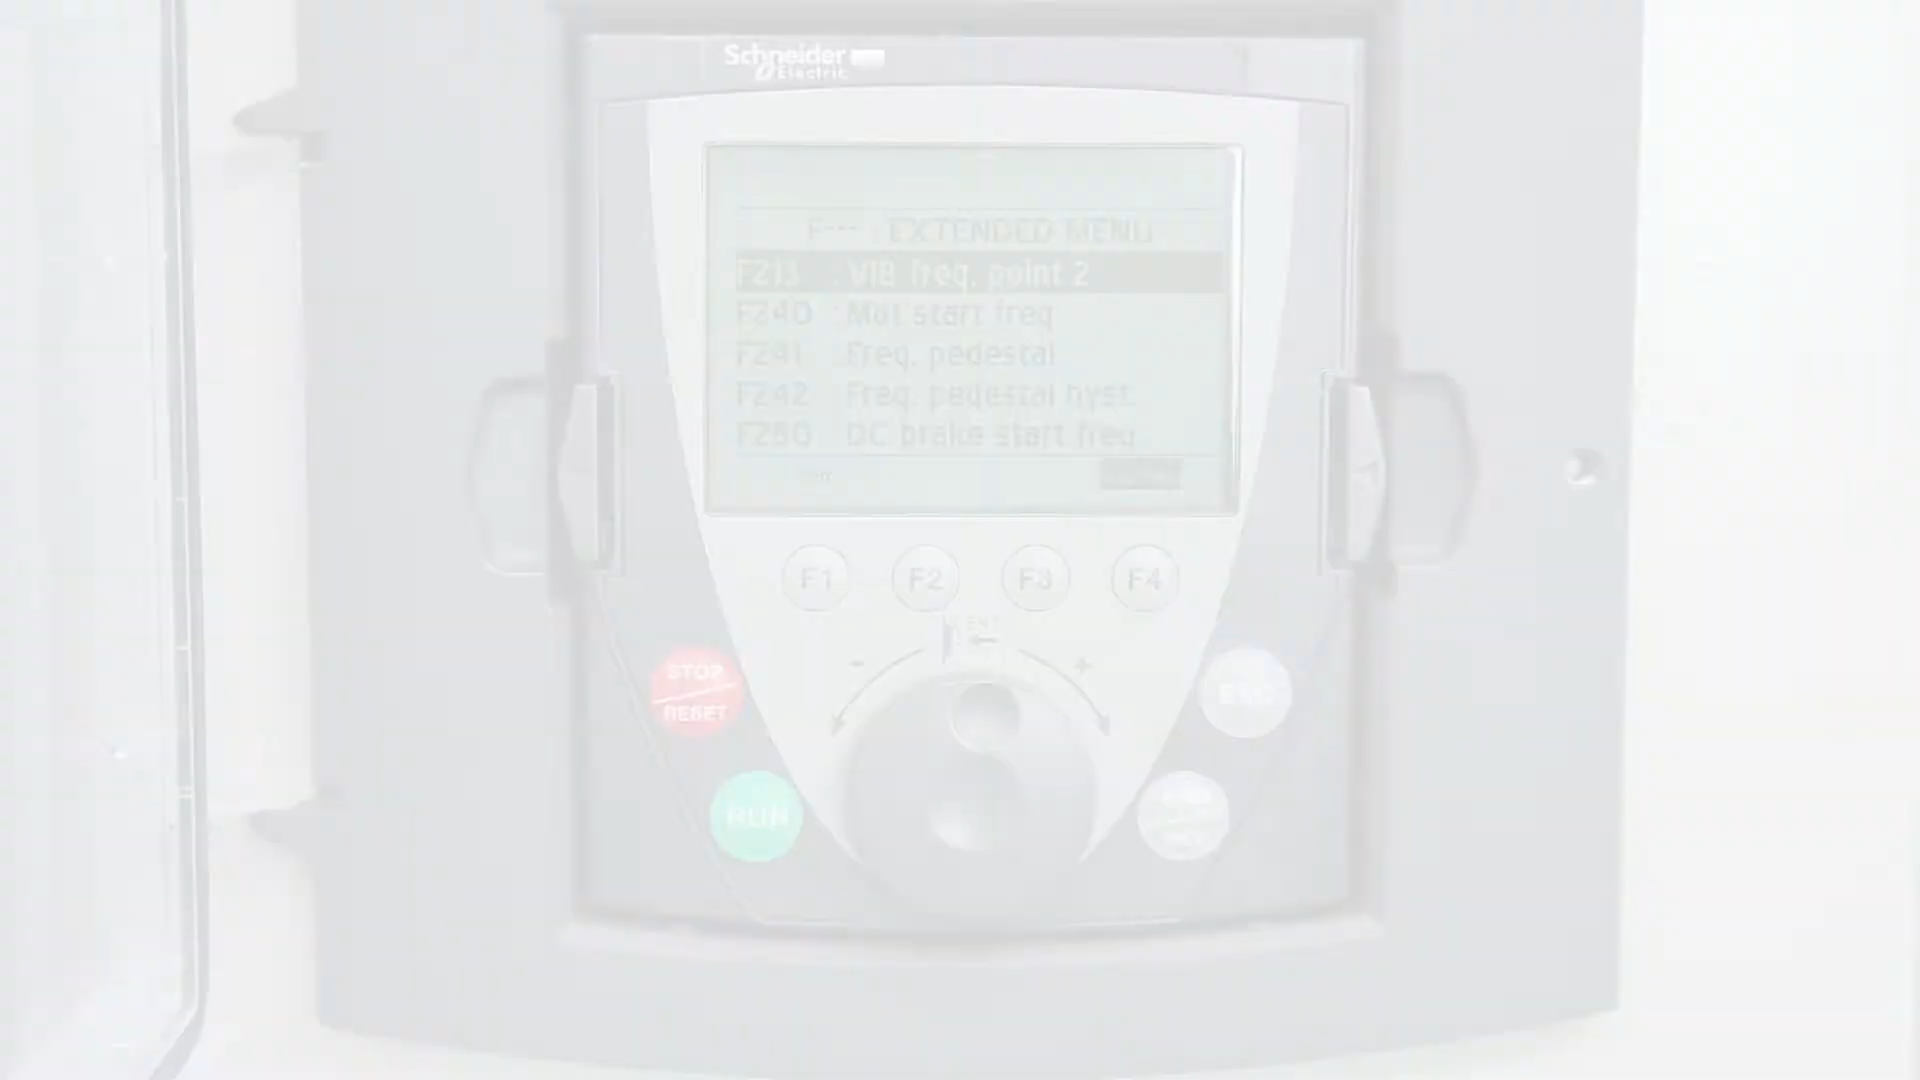 Schneider
Electric
F--- : EXTENDED MENU
F213 : VIB freq. point 2
F240 : Mot start freq
F241 : Freq. pedestal
F242 : Freq. pedestal hyst.
F250 : DC brake start freq
F1 F2 F3 F4
ENT
- +
STOP
RESET
ESC
RUN